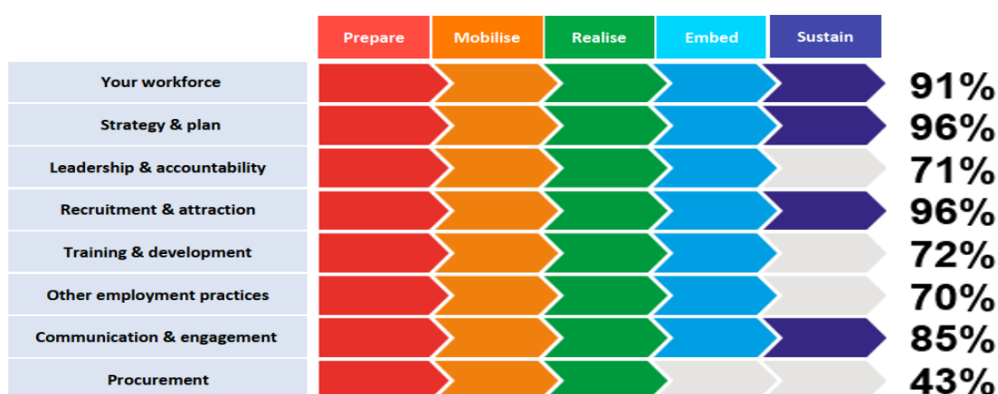 Prepare Mobilise Realise Embed Sustain
Your workforce 91%
Strategy & plan 96%
Leadership & accountability 71%
Recruitment & attraction 96%
Training & development 72%
Other employment practices 70%
Communication & engagement 85%
Procurement 43%